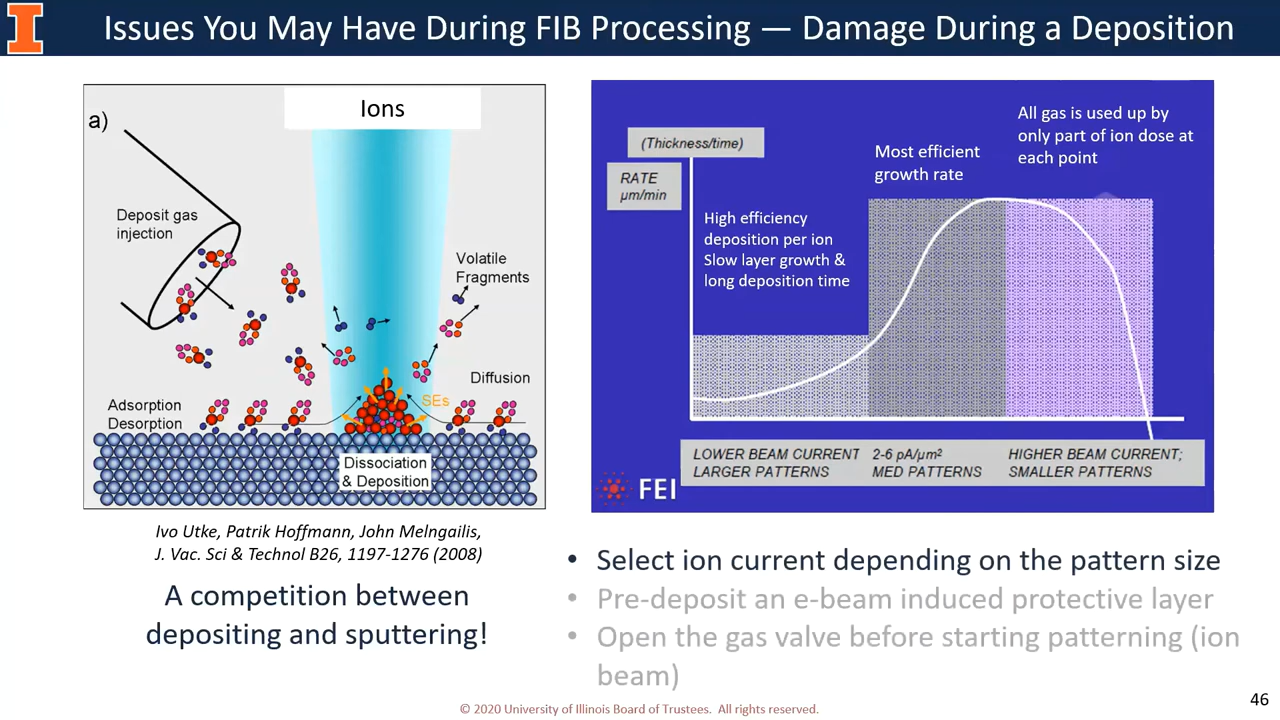 I
Issues You May Have During FIB Processing — Damage During a Deposition
a)
Ions
Deposit gas
injection
Volatile
Fragments
Diffusion
SEs
Adsorption
Desorption
Dissociation
& Deposition
Ivo Utke, Patrik Hoffmann, John Melngailis,
J. Vac. Sci & Technol B26, 1197-1276 (2008)
A competition between
depositing and sputtering!
(Thickness/time)
RATE
µm/min
High efficiency
deposition per ion
Slow layer growth &
long deposition time
Most efficient
growth rate
All gas is used up by
only part of ion dose at
each point
LOWER BEAM CURRENT
LARGER PATTERNS
2-6 pA/µm²
MED PATTERNS
HIGHER BEAM CURRENT;
SMALLER PATTERNS
FEI
• Select ion current depending on the pattern size
• Pre-deposit an e-beam induced protective layer
• Open the gas valve before starting patterning (ion
beam)
© 2020 University of Illinois Board of Trustees. All rights reserved.
46